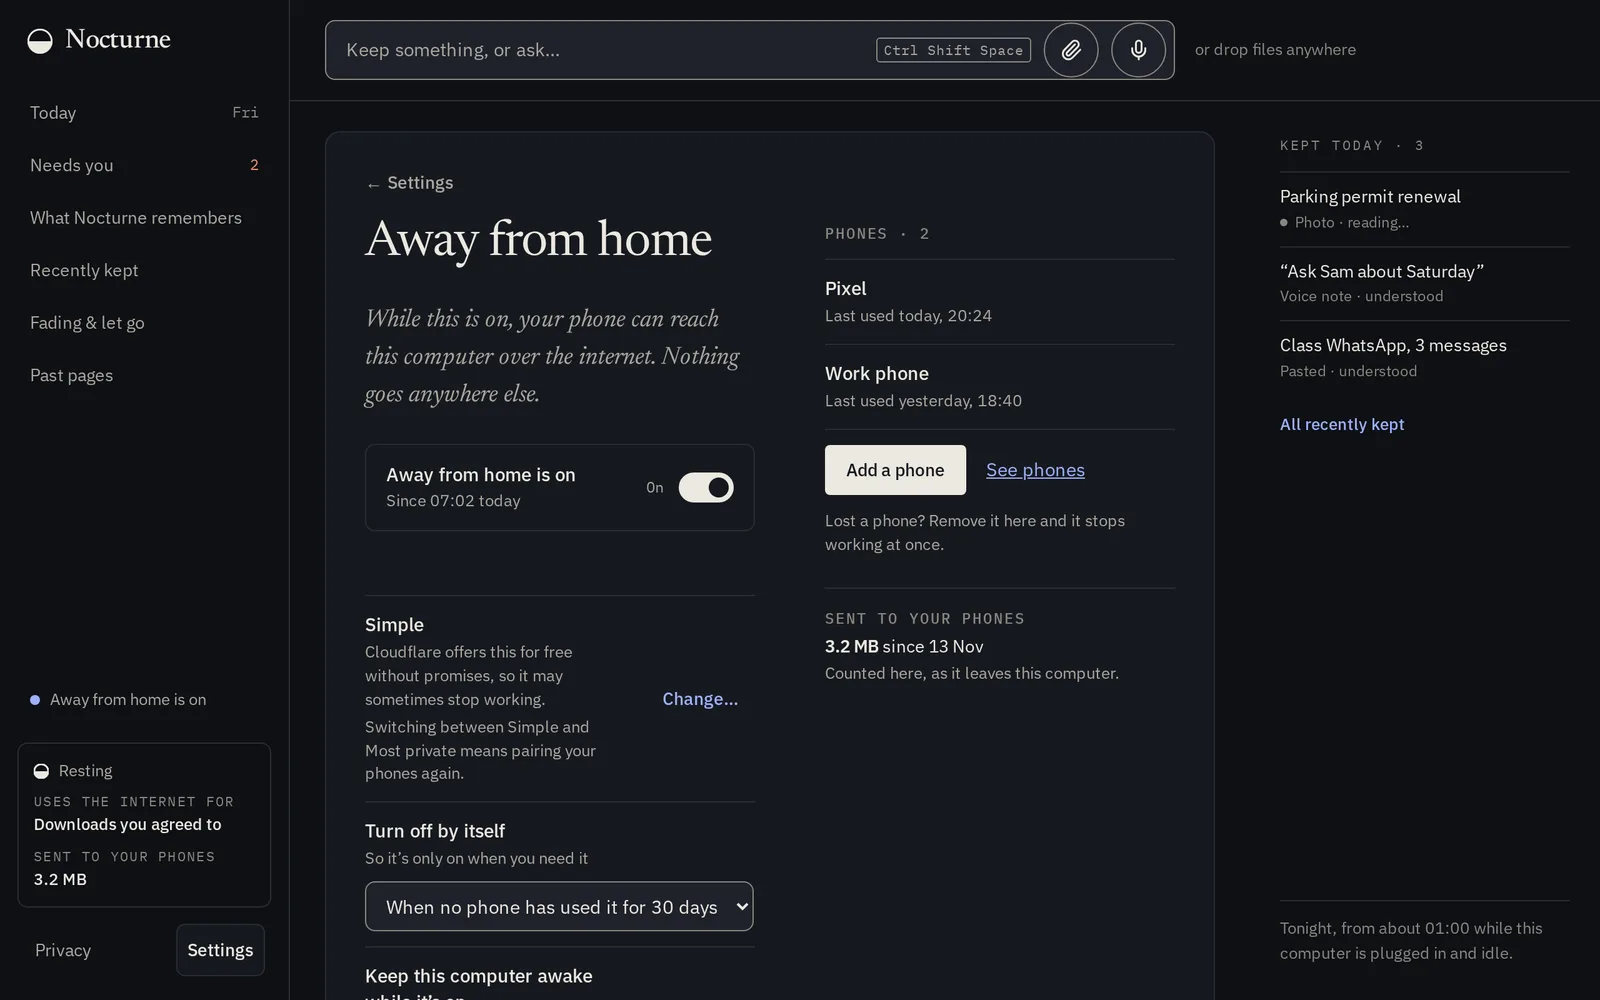 Nocturne
Today
Fri
Needs you
2
What Nocturne remembers
Recently kept
Fading & let go
Past pages
Away from home is on
Resting
USES THE INTERNET FOR
Downloads you agreed to
SENT TO YOUR PHONES
3.2 MB
Privacy
Settings
Keep something, or ask...
Ctrl Shift Space
or drop files anywhere
← Settings
Away from home
While this is on, your phone can reach
this computer over the internet. Nothing
goes anywhere else.
Away from home is on
Since 07:02 today
On
Simple
Cloudflare offers this for free
without promises, so it may
sometimes stop working.
Switching between Simple and
Most private means pairing your
phones again.
Change...
Turn off by itself
So it’s only on when you need it
When no phone has used it for 30 days
Keep this computer awake
while it’s on
PHONES · 2
Pixel
Last used today, 20:24
Work phone
Last used yesterday, 18:40
Add a phone
See phones
Lost a phone? Remove it here and it stops
working at once.
SENT TO YOUR PHONES
3.2 MB since 13 Nov
Counted here, as it leaves this computer.
KEPT TODAY · 3
Parking permit renewal
Photo · reading...
“Ask Sam about Saturday”
Voice note · understood
Class WhatsApp, 3 messages
Pasted · understood
All recently kept
Tonight, from about 01:00 while this
computer is plugged in and idle.